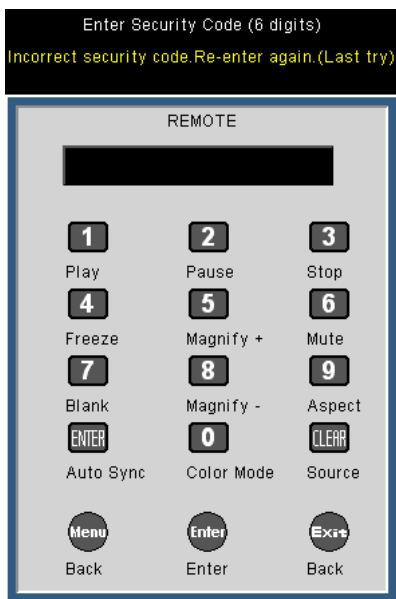 Enter Security Code (6 digits)
Incorrect security code.Re-enter again.(Last try)
REMOTE
1 2 3
Play Pause Stop
4 5 6
Freeze Magnify + Mute
7 8 9
Blank Magnify - Aspect
ENTER 0 CLEAR
Auto Sync Color Mode Source
Menu Enter Exit
Back Enter Back